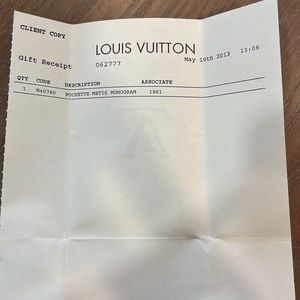 CLIENT COPY
LOUIS VUITTON
Gift Receipt 062777 May 10th 2013 13:06
QTY CODE DESCRIPTION ASSOCIATE
1 M40780 POCHETTE METIS MONOGRAM 1881